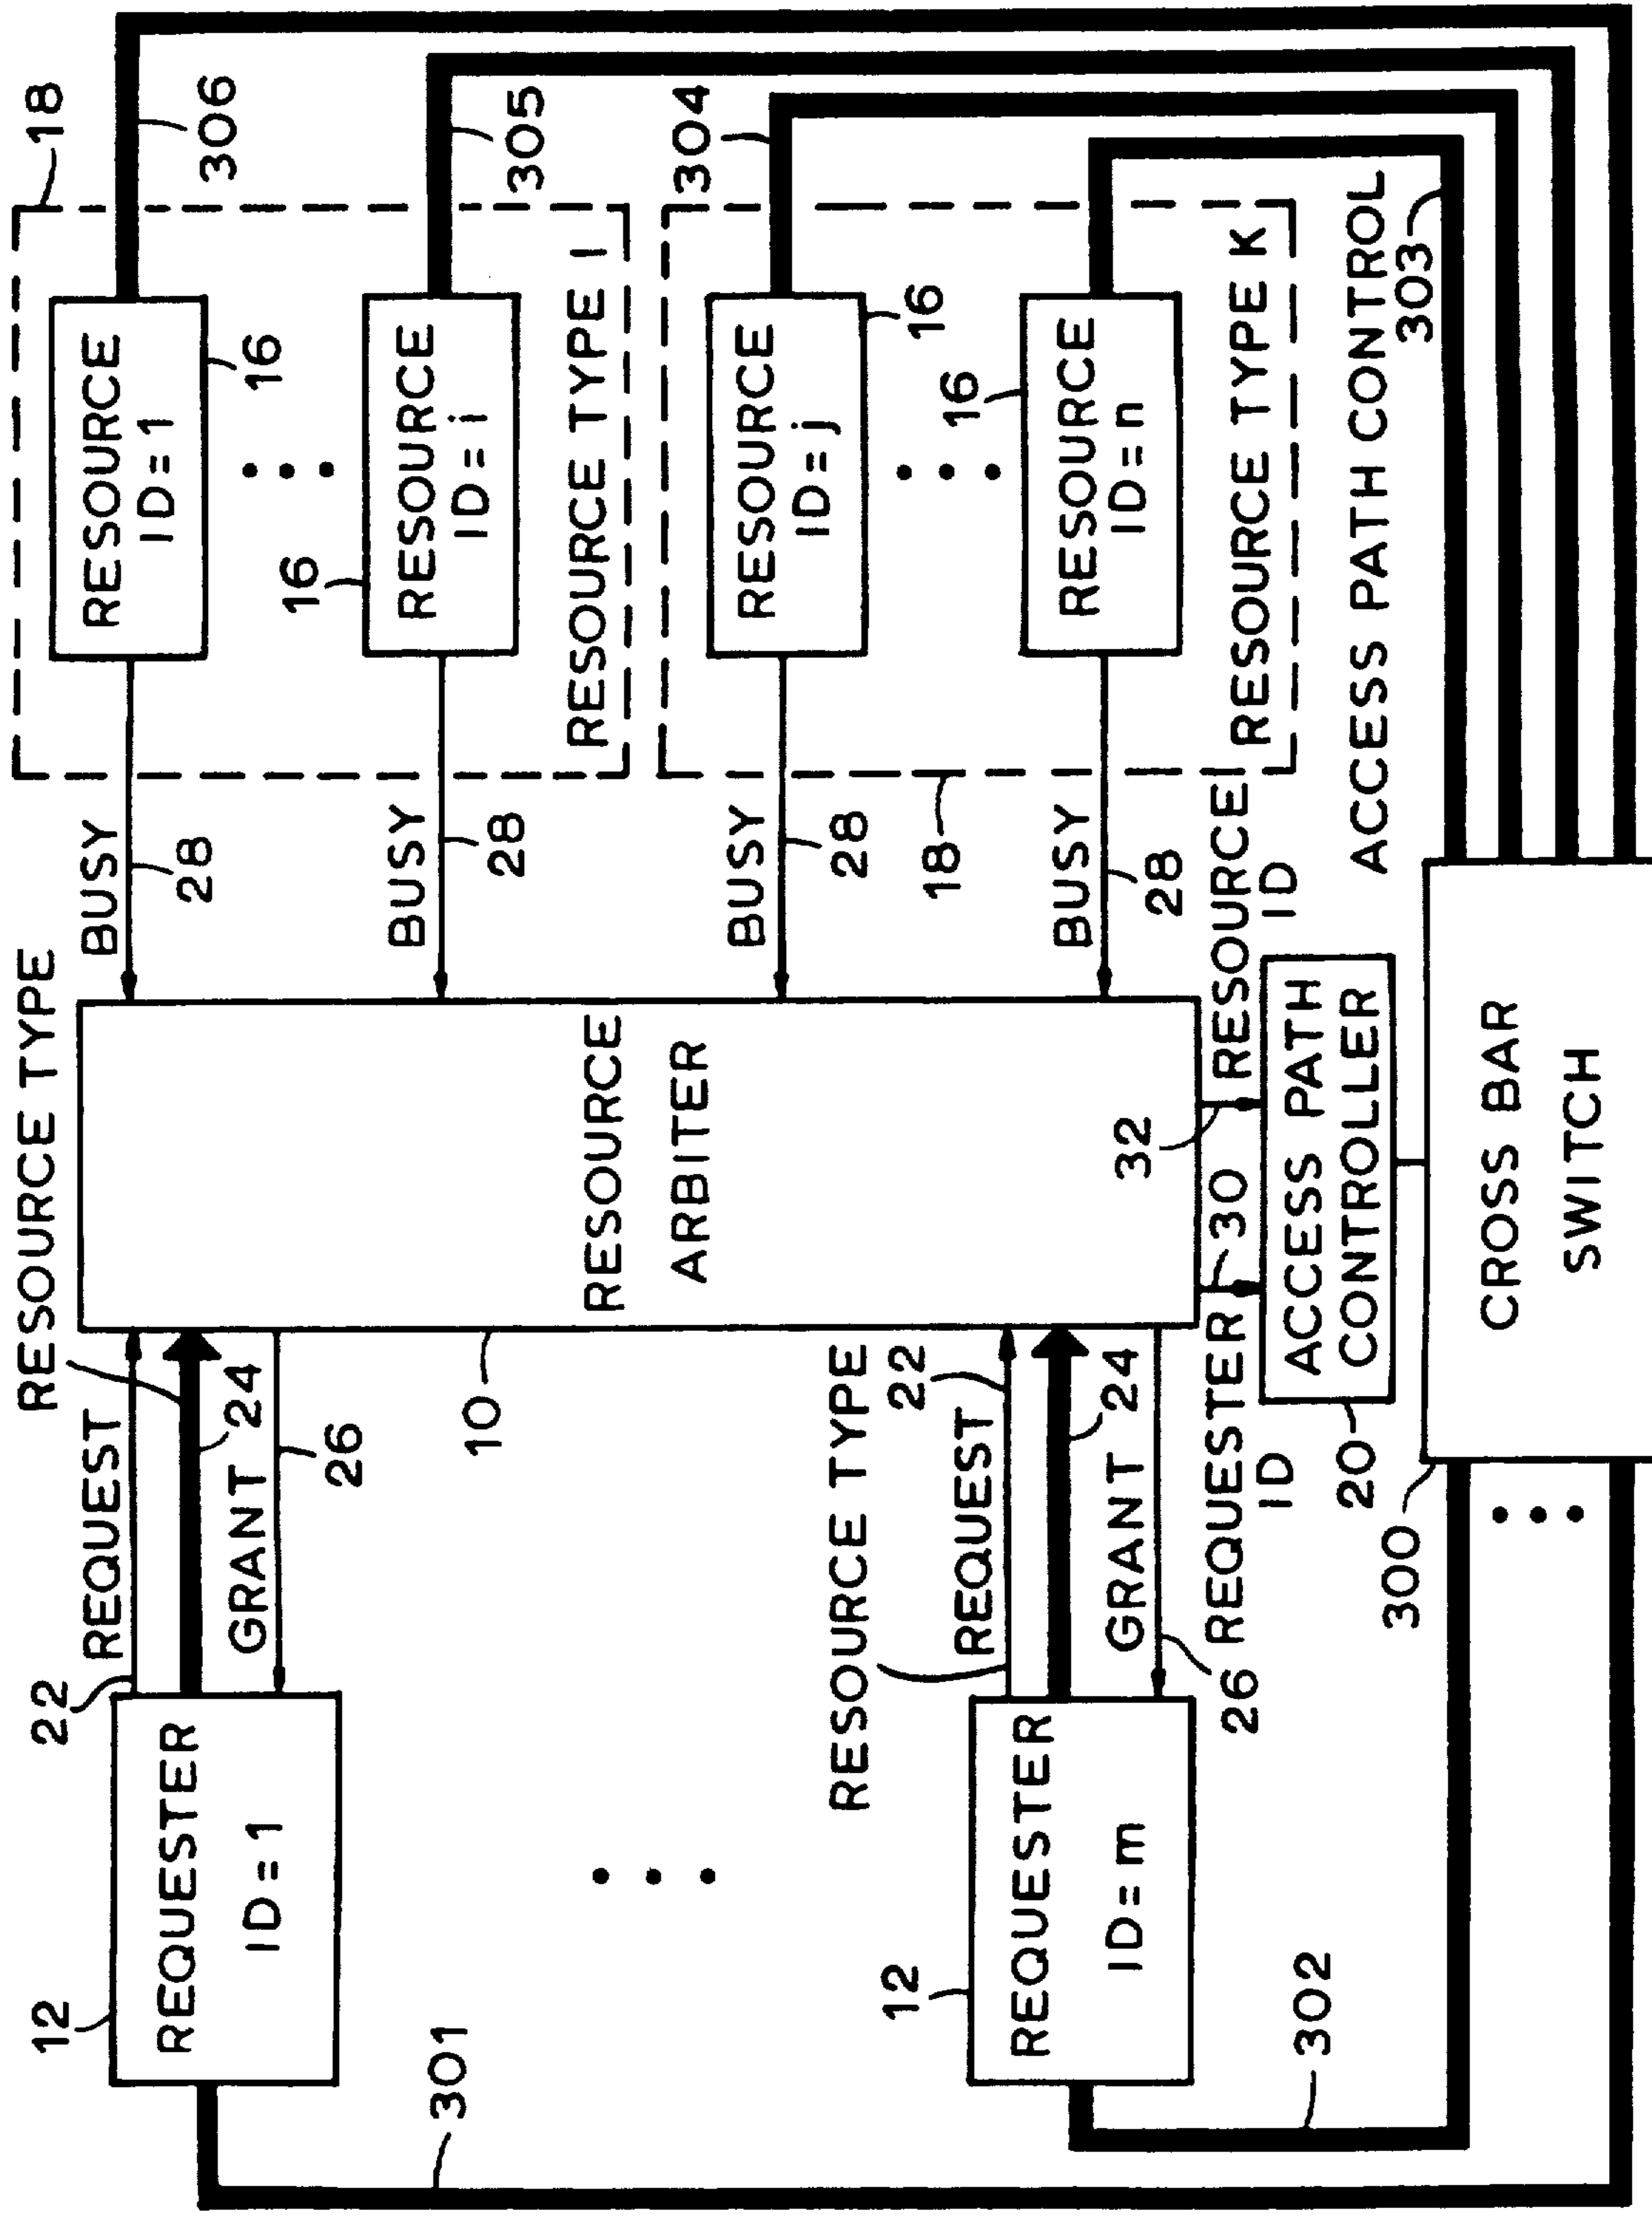 RESOURCE TYPE
18
306
12
22
REQUEST
BUSY
28
RESOURCE
ID = 1
16
REQUESTER
ID = 1
24
GRANT
26
305
301
10
BUSY
28
16
RESOURCE
ID = i
RESOURCE TYPE I
RESOURCE
ARBITER
304
RESOURCE TYPE
22
REQUEST
BUSY
28
RESOURCE
ID = j
16
12
REQUESTER
ID = m
24
GRANT
26
18
BUSY
28
16
RESOURCE
ID = n
RESOURCE TYPE K
REQUESTER
ID
30
32
RESOURCE
ID
ACCESS PATH CONTROL
303
302
20
ACCESS PATH
CONTROLLER
300
CROSS BAR
SWITCH